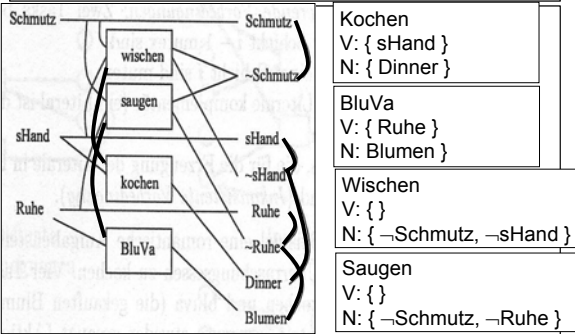 Schmutz
sHand
Ruhe
wischen
saugen
kochen
BluVa
Schmutz
¬Schmutz
sHand
¬sHand
Ruhe
¬Ruhe
Dinner
Blumen
Kochen
V: { sHand }
N: { Dinner }
BluVa
V: { Ruhe }
N: Blumen }
Wischen
V: { }
N: { ¬Schmutz, ¬sHand }
Saugen
V: { }
N: { ¬Schmutz, ¬Ruhe }